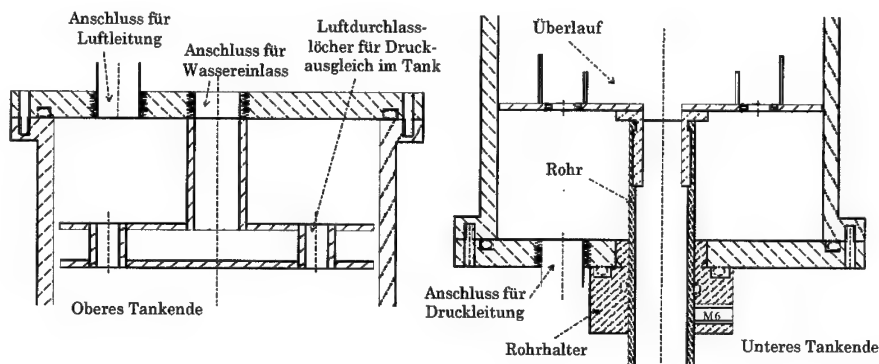 Anschluss für
Luftleitung
Anschluss für
Wassereinlass
Luftdurchlass-
löcher für Druck-
ausgleich im Tank
Oberes Tankende
Überlauf
Rohr
Anschluss für
Druckleitung
Rohrhalter
M6
Unteres Tankende